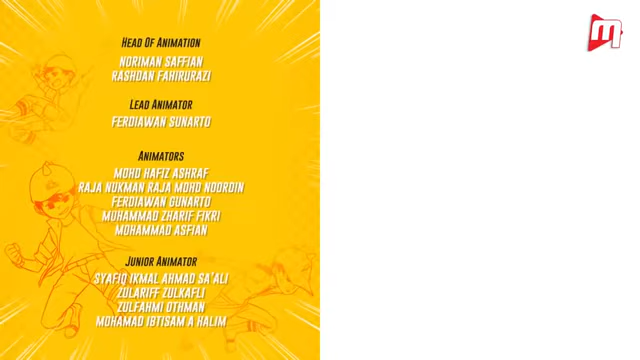 HEAD OF ANIMATION
NORIMAN SAFFIAN
RASHDAN FAHIRURAZI
LEAD ANIMATOR
FERDIAWAN SUNARTO
ANIMATORS
MOHD HAFIZ ASHRAF
RAJA NUKMAN RAJA MOHD NOORDIN
FERDIAWAN GUNARTO
MUHAMMAD ZHARIF FIKRI
MOHAMMAD ASFIAN
JUNIOR ANIMATOR
SYAFIQ IKMAL AHMAD SA'ALI
ZULARIFF ZULKAFLI
ZULFAHMI OTHMAN
MOHAMAD IBTISAM A HALIM